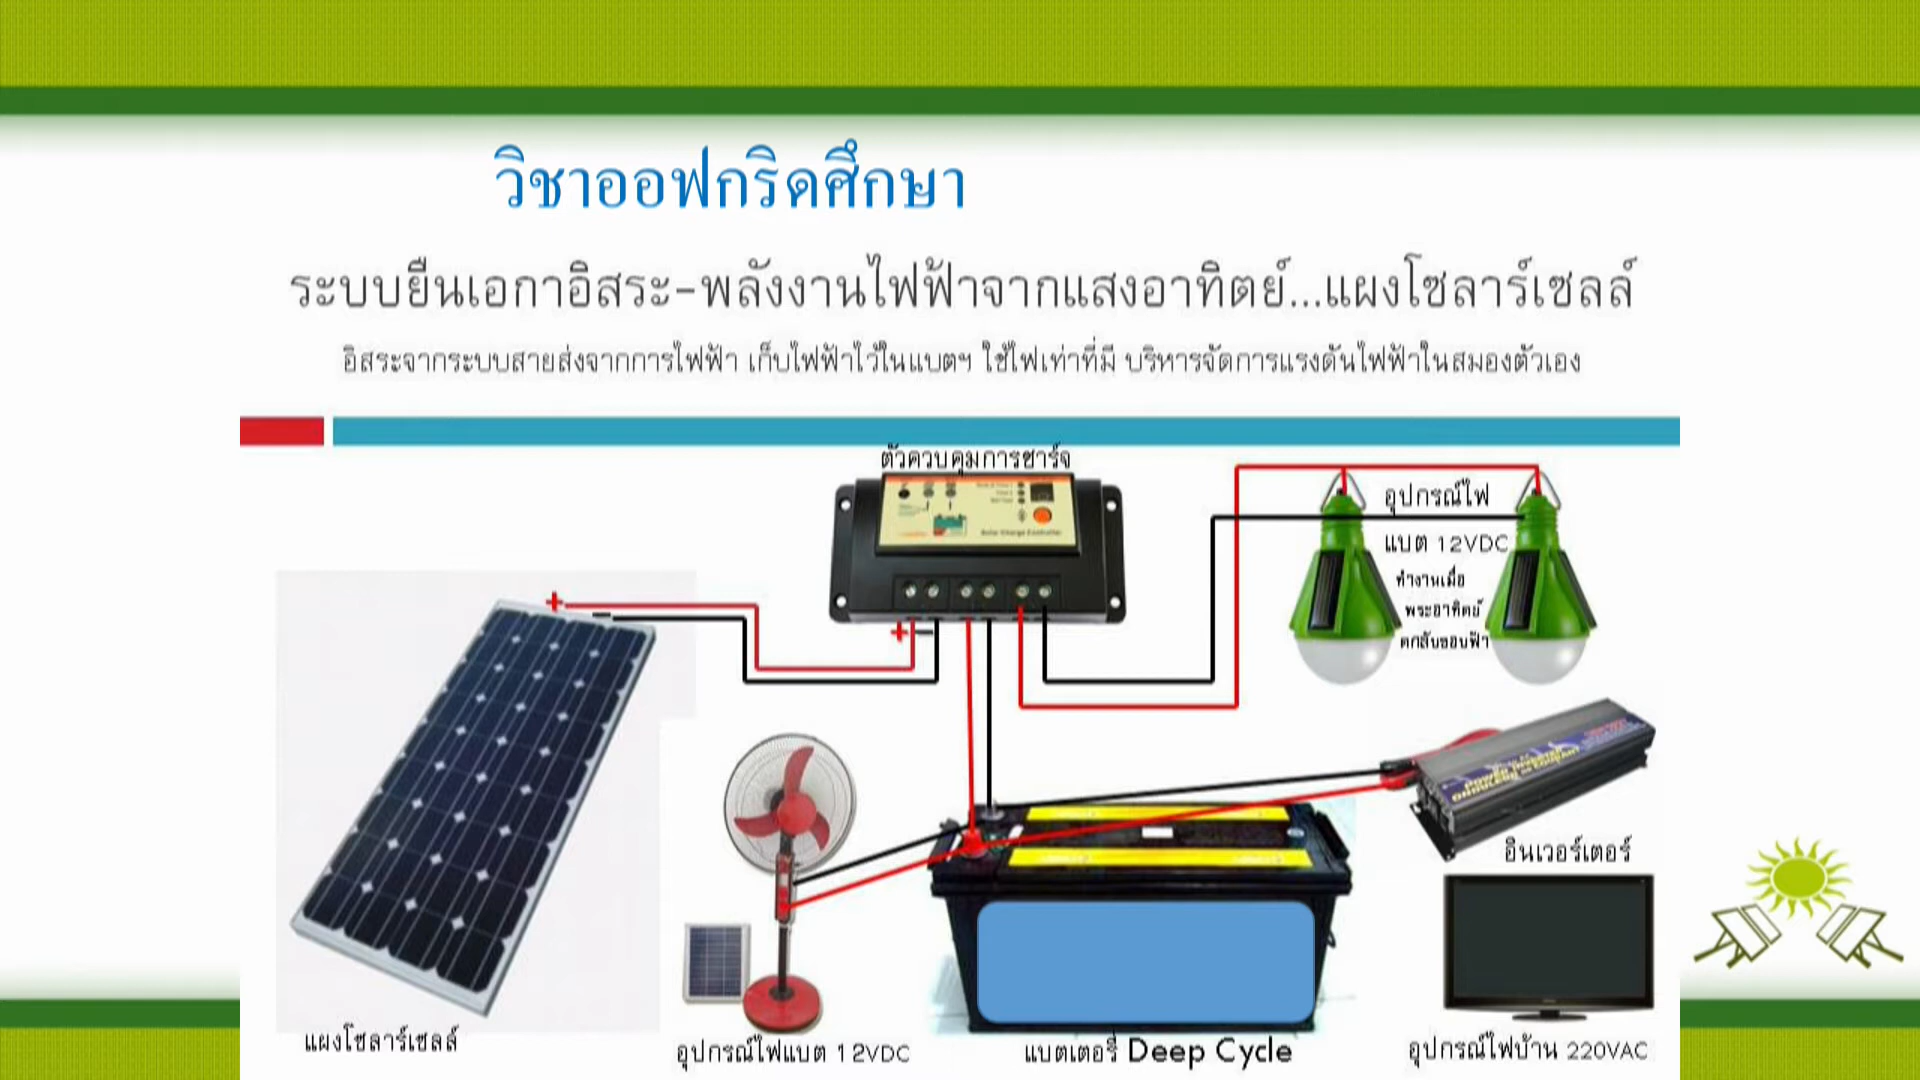 วิชาออฟกริดศึกษา
ระบบยืนเอกาอิสระ-พลังงานไฟฟ้าจากแสงอาทิตย์...แผงโซลาร์เซลล์
อิสระจากระบบสายส่งจากการไฟฟ้า เก็บไฟฟ้าไว้ในแบตฯ ใช้ไฟเท่าที่มี บริหารจัดการแรงดันไฟฟ้าในสมองตัวเอง
ตัวควบคุมการชาร์จ
Solar Charge Controller
อุปกรณ์ไฟ
แบต 12VDC
ทำงานเมื่อ
พระอาทิตย์
ตกลับขอบฟ้า
+ –
+ –
POWER INVERTER
อินเวอร์เตอร์
แผงโซลาร์เซลล์
อุปกรณ์ไฟแบต 12VDC
แบตเตอรี่ Deep Cycle
อุปกรณ์ไฟบ้าน 220VAC